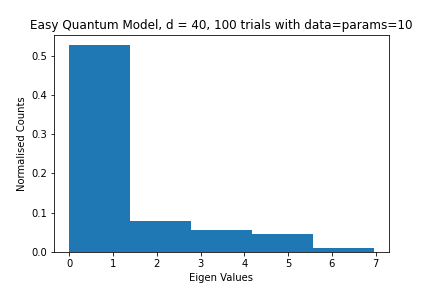 Easy Quantum Model, d = 40, 100 trials with data=params=10
Normalised Counts
0.5
0.4
0.3
0.2
0.1
0.0
0 1 2 3 4 5 6 7
Eigen Values